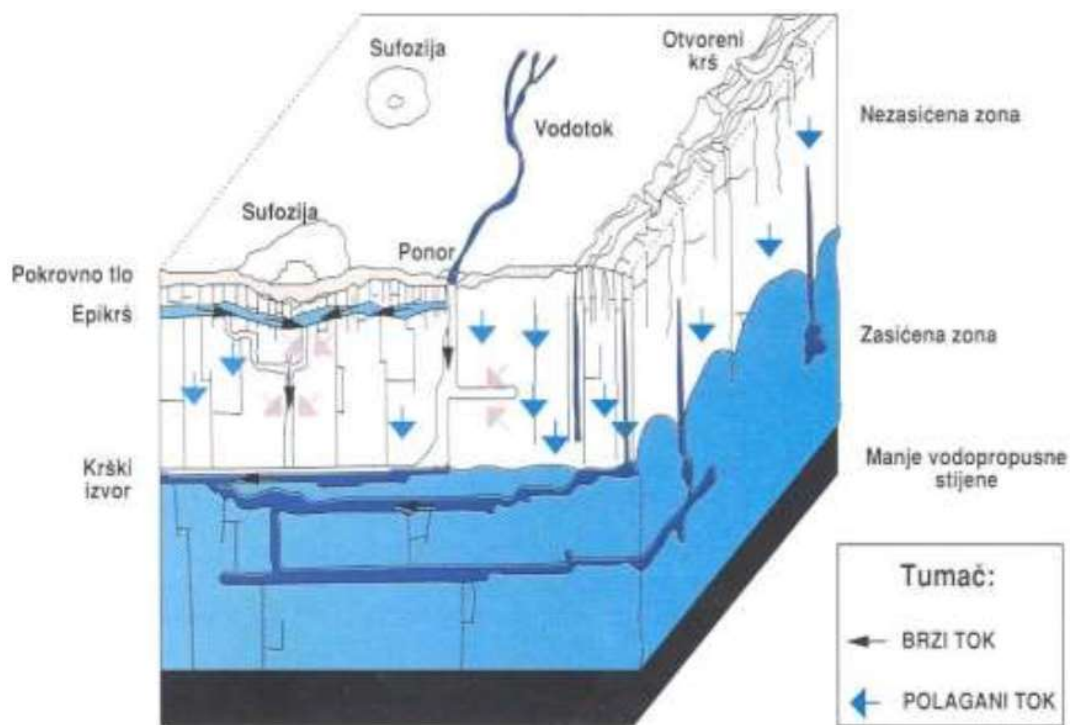 Sufozija
Otvoreni
krš
Nezasićena zona
Vodotok
Sufozija
Ponor
Pokrovno tlo
Epikrš
Zasićena zona
Krški
izvor
Manje vodopropusne
stijene
Tumač:
BRZI TOK
POLAGANI TOK